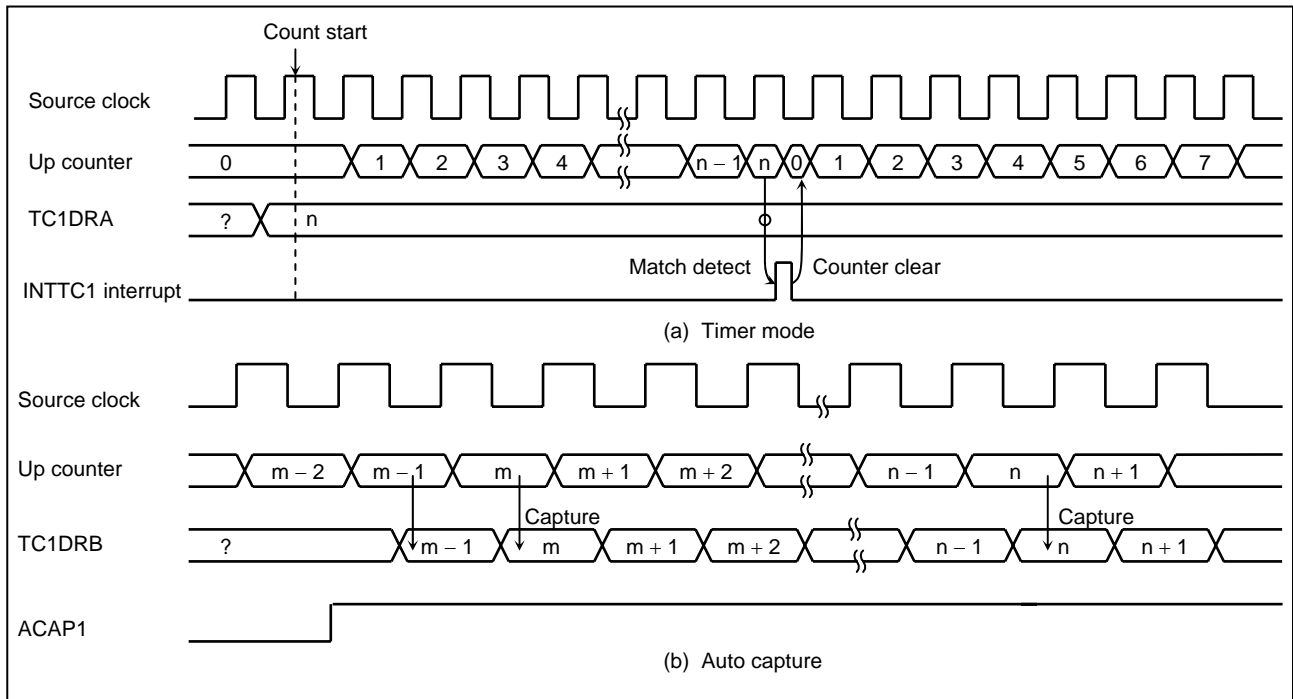 Count start
Source clock
Up counter 0 1 2 3 4 n − 1 n 0 1 2 3 4 5 6 7
TC1DRA ? n
Match detect Counter clear
INTTC1 interrupt
(a) Timer mode
Source clock
Up counter m − 2 m − 1 m m + 1 m + 2 n − 1 n n + 1
Capture Capture
TC1DRB ? m − 1 m m + 1 m + 2 n − 1 n n + 1
ACAP1
(b) Auto capture